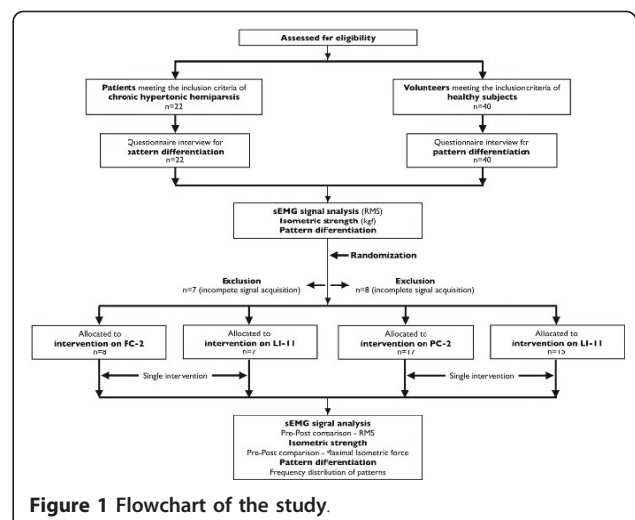 Assessed for eligibility
Patients meeting the inclusion criteria of
chronic hypertonic hemiparsis
n=22
Volunteers meeting the inclusion criteria of
healthy subjects
n=40
Questionnaire interview for
pattern differentiation
n=22
Questionnaire interview for
pattern differentiation
n=40
sEMG signal analysis (RMS)
Isometric strength (kgf)
Pattern differentiation
Randomization
Exclusion
n=7 (incompete signal acquisition)
Exclusion
n=8 (incomplete signal acquisition)
Allocated to
intervention on FC-2
n=8
Allocated to
intervention on LI-11
n=7
Allocated to
intervention on PC-2
n=17
Allocated to
intervention on LI-11
n=15
Single intervention
Single intervention
sEMG signal analysis
Pre-Post comparison - RMS
Isometric strength
Pre-Post comparison - Maximal Isometric force
Pattern differentiation
Frequency distribution of patterns
Figure 1 Flowchart of the study.